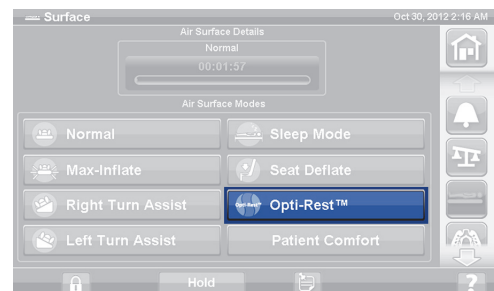 Surface
Oct 30, 2012 2:16 AM
Air Surface Details
Normal
00:01:57
Air Surface Modes
Normal
Sleep Mode
Max-Inflate
Seat Deflate
Right Turn Assist
Opti-Rest™ Opti-Rest™
Left Turn Assist
Patient Comfort
Hold
?